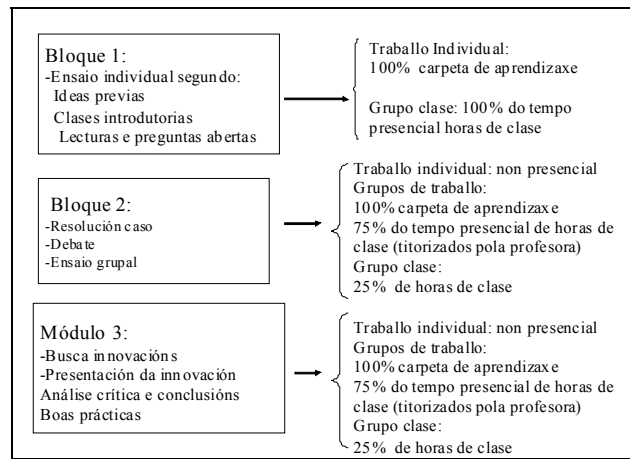 Bloque 1:
-Ensaio individual segundo:
Ideas previas
Clases introdutorias
Lecturas e preguntas abertas
Traballo Individual:
100% carpeta de aprendizaxe
Grupo clase: 100% do tempo
presencial horas de clase
Bloque 2:
-Resolución caso
-Debate
-Ensaio grupal
Traballo individual: non presencial
Grupos de traballo:
100% carpeta de aprendizaxe
75% do tempo presencial de horas de
clase (titorizados pola profesora)
Grupo clase:
25% de horas de clase
Módulo 3:
-Busca innovacións
-Presentación da innovación
Análise crítica e conclusións
Boas prácticas
Traballo individual: non presencial
Grupos de traballo:
100% carpeta de aprendizaxe
75% do tempo presencial de horas de
clase (titorizados pola profesora)
Grupo clase:
25% de horas de clase